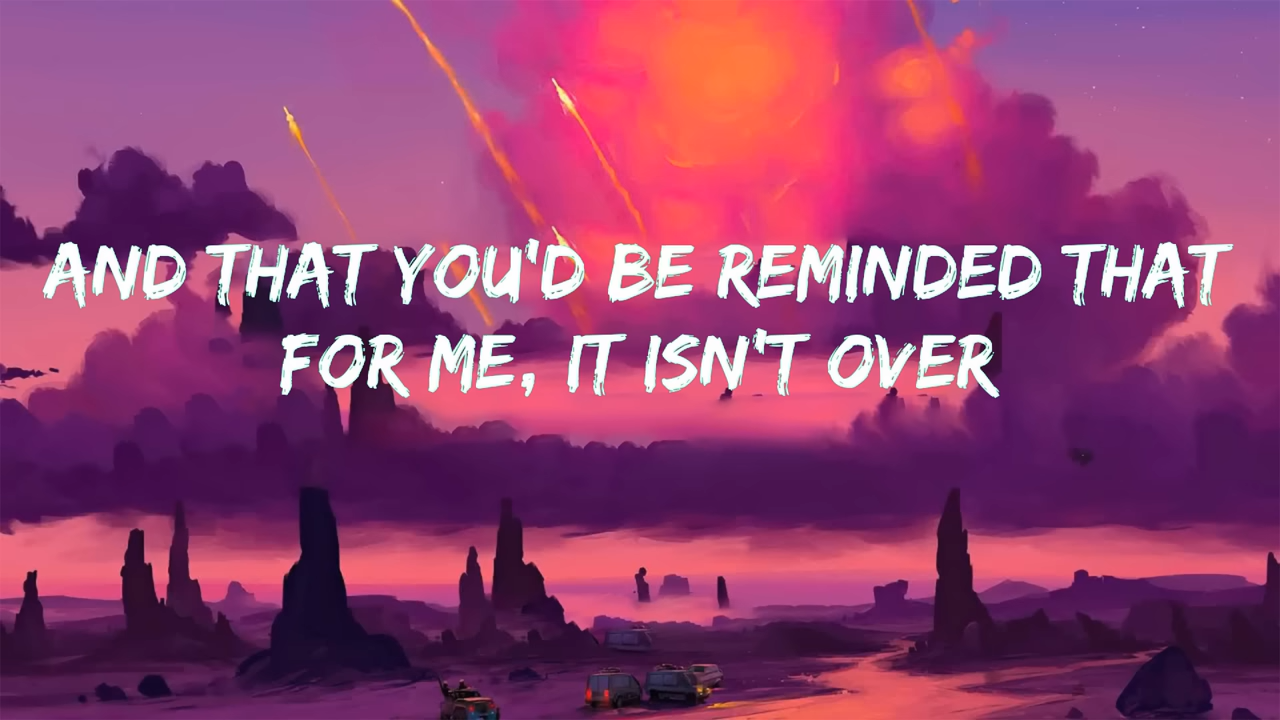 AND THAT YOU'D BE REMINDED THAT
FOR ME, IT ISN'T OVER